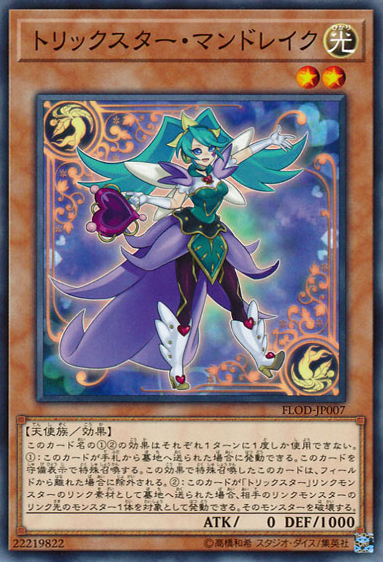 トリックスター・マンドレイク
光
FLOD-JP007
【天使族／効果】
このカード名の①②の効果はそれぞれ1ターンに1度しか使用できない。
①：このカードが手札から墓地へ送られた場合に発動できる。このカードを
守備表示で特殊召喚する。この効果で特殊召喚したこのカードは、フィール
ドから離れた場合に除外される。②：このカードが「トリックスター」リンクモ
ンスターのリンク素材として墓地へ送られた場合、相手のリンクモンスターの
リンク先のモンスター1体を対象として発動できる。そのモンスターを破壊する。
ATK/ 0 DEF/1000
22219822
©高橋和希 スタジオ・ダイス/集英社